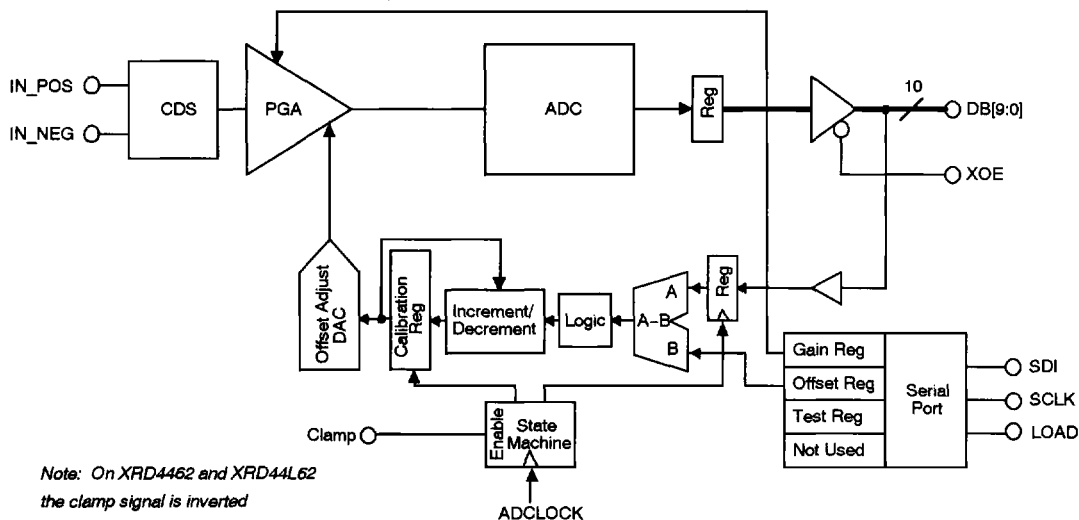 IN_POS
IN_NEG
CDS
PGA
ADC
Reg
10
DB[9:0]
XOE
Offset Adjust
DAC
Calibration
Reg
Increment/
Decrement
Logic
A
A-B
B
Reg
Gain Reg
Offset Reg
Test Reg
Not Used
Serial
Port
SDI
SCLK
LOAD
Clamp
Enable
State
Machine
ADCLOCK
Note: On XRD4462 and XRD44L62
the clamp signal is inverted